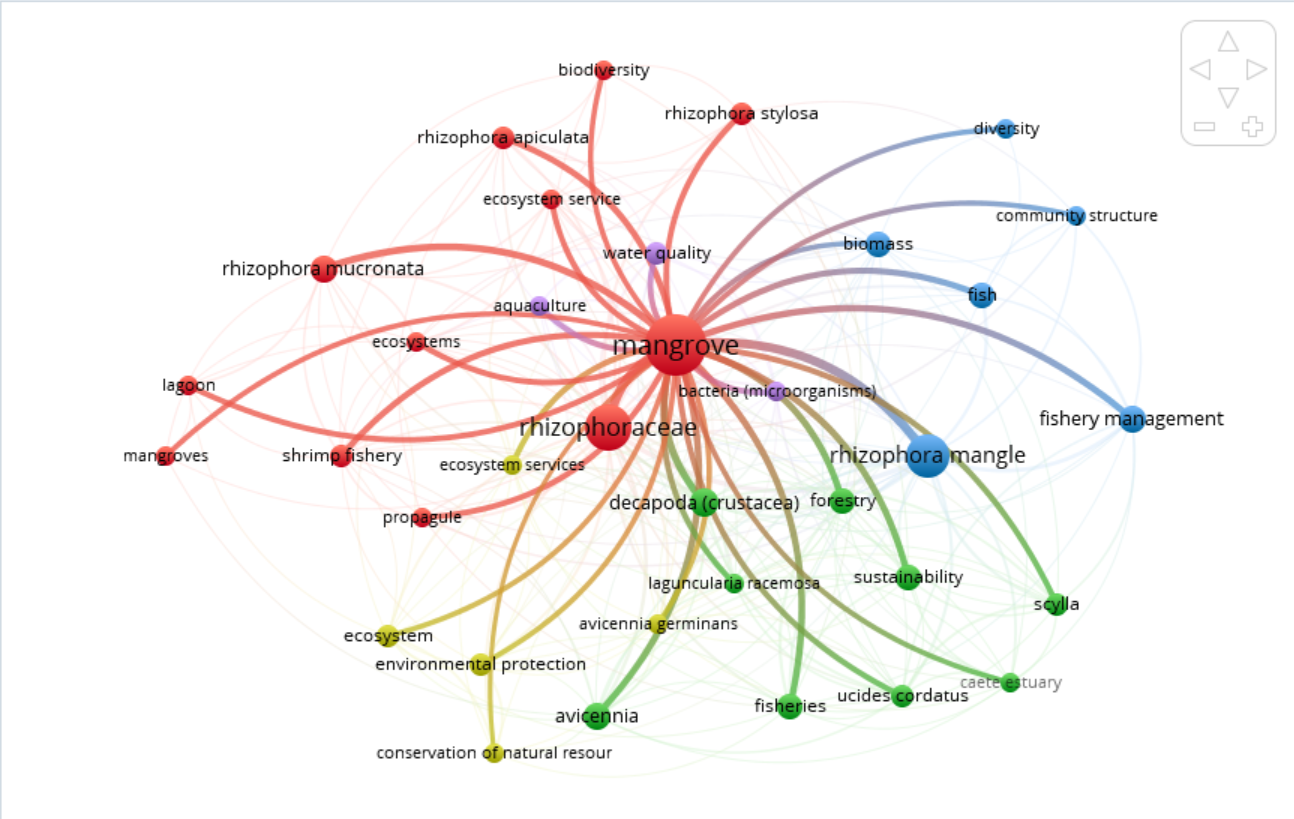 biodiversity
rhizophora stylosa
diversity
rhizophora apiculata
ecosystem service
community structure
biomass
water quality
rhizophora mucronata
fish
aquaculture
ecosystems
mangrove
lagoon
bacteria (microorganisms)
fishery management
rhizophoraceae
mangroves
shrimp fishery
rhizophora mangle
ecosystem services
decapoda (crustacea)
forestry
propagule
sustainability
laguncularia racemosa
scylla
avicennia germinans
ecosystem
environmental protection
caete estuary
ucides cordatus
fisheries
avicennia
conservation of natural resour